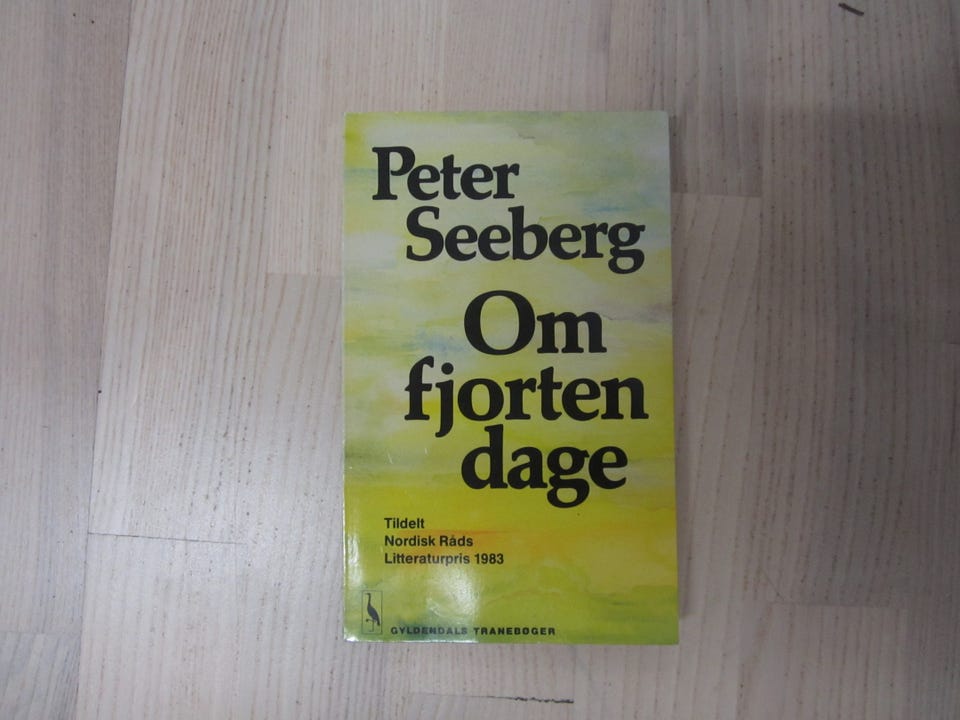 Peter
Seeberg
Om
fjorten
dage
Tildelt
Nordisk Råds
Litteraturpris 1983
GYLDENDALS TRANEBØGER